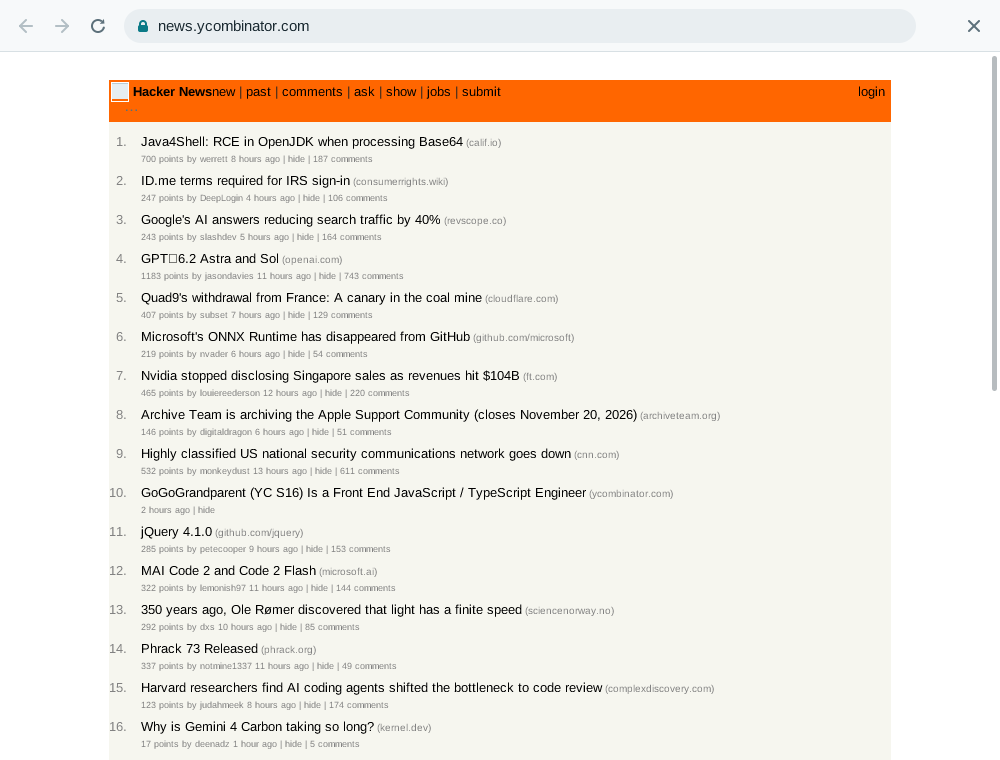 news.ycombinator.com
Hacker News new | past | comments | ask | show | jobs | submit login
1. Java4Shell: RCE in OpenJDK when processing Base64 (calif.io)
700 points by werrett 8 hours ago | hide | 187 comments
2. ID.me terms required for IRS sign-in (consumerrights.wiki)
247 points by DeepLogin 4 hours ago | hide | 106 comments
3. Google's AI answers reducing search traffic by 40% (revscope.co)
243 points by slashdev 5 hours ago | hide | 164 comments
4. GPT□6.2 Astra and Sol (openai.com)
1183 points by jasondavies 11 hours ago | hide | 743 comments
5. Quad9's withdrawal from France: A canary in the coal mine (cloudflare.com)
407 points by subset 7 hours ago | hide | 129 comments
6. Microsoft's ONNX Runtime has disappeared from GitHub (github.com/microsoft)
219 points by nvader 6 hours ago | hide | 54 comments
7. Nvidia stopped disclosing Singapore sales as revenues hit $104B (ft.com)
465 points by louiereederson 12 hours ago | hide | 220 comments
8. Archive Team is archiving the Apple Support Community (closes November 20, 2026) (archiveteam.org)
146 points by digitaldragon 6 hours ago | hide | 51 comments
9. Highly classified US national security communications network goes down (cnn.com)
532 points by monkeydust 13 hours ago | hide | 611 comments
10. GoGoGrandparent (YC S16) Is a Front End JavaScript / TypeScript Engineer (ycombinator.com)
2 hours ago | hide
11. jQuery 4.1.0 (github.com/jquery)
285 points by petecooper 9 hours ago | hide | 153 comments
12. MAI Code 2 and Code 2 Flash (microsoft.ai)
322 points by lemonish97 11 hours ago | hide | 144 comments
13. 350 years ago, Ole Rømer discovered that light has a finite speed (sciencenorway.no)
292 points by dxs 10 hours ago | hide | 85 comments
14. Phrack 73 Released (phrack.org)
337 points by notmine1337 11 hours ago | hide | 49 comments
15. Harvard researchers find AI coding agents shifted the bottleneck to code review (complexdiscovery.com)
123 points by judahmeek 8 hours ago | hide | 174 comments
16. Why is Gemini 4 Carbon taking so long? (kernel.dev)
17 points by deenadz 1 hour ago | hide | 5 comments